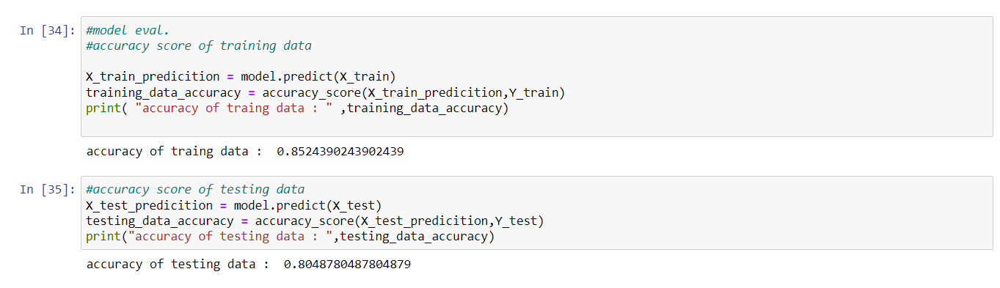 In [34]: #model eval.
#accuracy score of training data
X_train_predicition = model.predict(X_train)
training_data_accuracy = accuracy_score(X_train_predicition,Y_train)
print( "accuracy of traing data : " ,training_data_accuracy)
accuracy of traing data :  0.8524390243902439
In [35]: #accuracy score of testing data
X_test_predicition = model.predict(X_test)
testing_data_accuracy = accuracy_score(X_test_predicition,Y_test)
print("accuracy of testing data : ",testing_data_accuracy)
accuracy of testing data :  0.8048780487804879